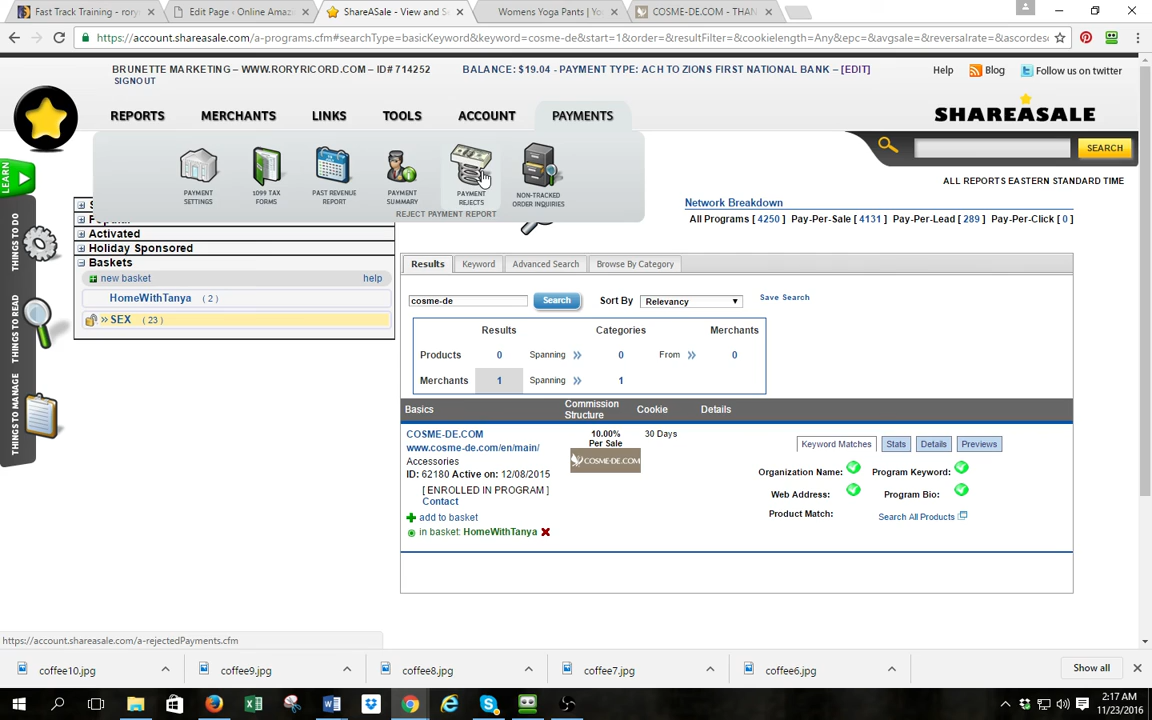 Fast Track Training - rory
Edit Page ‹ Online Amaz
ShareASale - View and S
Womens Yoga Pants | Yo
COSME-DE.COM - THAN
https://account.shareasale.com/a-programs.cfm#searchType=basicKeyword&keyword=cosme-de&start=1&order=&resultFilter=&cookielength=Any&epc=&avgsale=&reversalrate=&ascordesc
BRUNETTE MARKETING – WWW.RORYRICORD.COM – ID# 714252
SIGNOUT
BALANCE: $19.04 - PAYMENT TYPE: ACH TO ZIONS FIRST NATIONAL BANK – [EDIT]
Help
Blog
Follow us on twitter
REPORTS
MERCHANTS
LINKS
TOOLS
ACCOUNT
PAYMENTS
SHAREASALE
SEARCH
LEARN
PAYMENT
SETTINGS
1099 TAX
FORMS
PAST REVENUE
REPORT
PAYMENT
SUMMARY
PAYMENT
REJECTS
NON-TRACKED
ORDER INQUIRIES
REJECT PAYMENT REPORT
ALL REPORTS EASTERN STANDARD TIME
Network Breakdown
All Programs [ 4250 ] Pay-Per-Sale [ 4131 ] Pay-Per-Lead [ 289 ] Pay-Per-Click [ 0 ]
THINGS TO DO
THINGS TO READ
THINGS TO MANAGE
Activated
Holiday Sponsored
Baskets
new basket
help
HomeWithTanya ( 2 )
» SEX ( 23 )
Results
Keyword
Advanced Search
Browse By Category
cosme-de
Search
Sort By
Relevancy
Save Search
Results Categories Merchants
Products 0 Spanning » 0 From » 0
Merchants 1 Spanning » 1
Basics
Commission
Structure
Cookie
Details
COSME-DE.COM
www.cosme-de.com/en/main/
Accessories
ID: 62180 Active on: 12/08/2015
[ ENROLLED IN PROGRAM ]
Contact
add to basket
in basket: HomeWithTanya
10.00%
Per Sale
COSME-DE.COM
30 Days
Keyword Matches
Stats
Details
Previews
Organization Name:
Program Keyword:
Web Address:
Program Bio:
Product Match:
Search All Products
https://account.shareasale.com/a-rejectedPayments.cfm
coffee10.jpg
coffee9.jpg
coffee8.jpg
coffee7.jpg
coffee6.jpg
Show all
2:17 AM
11/23/2016